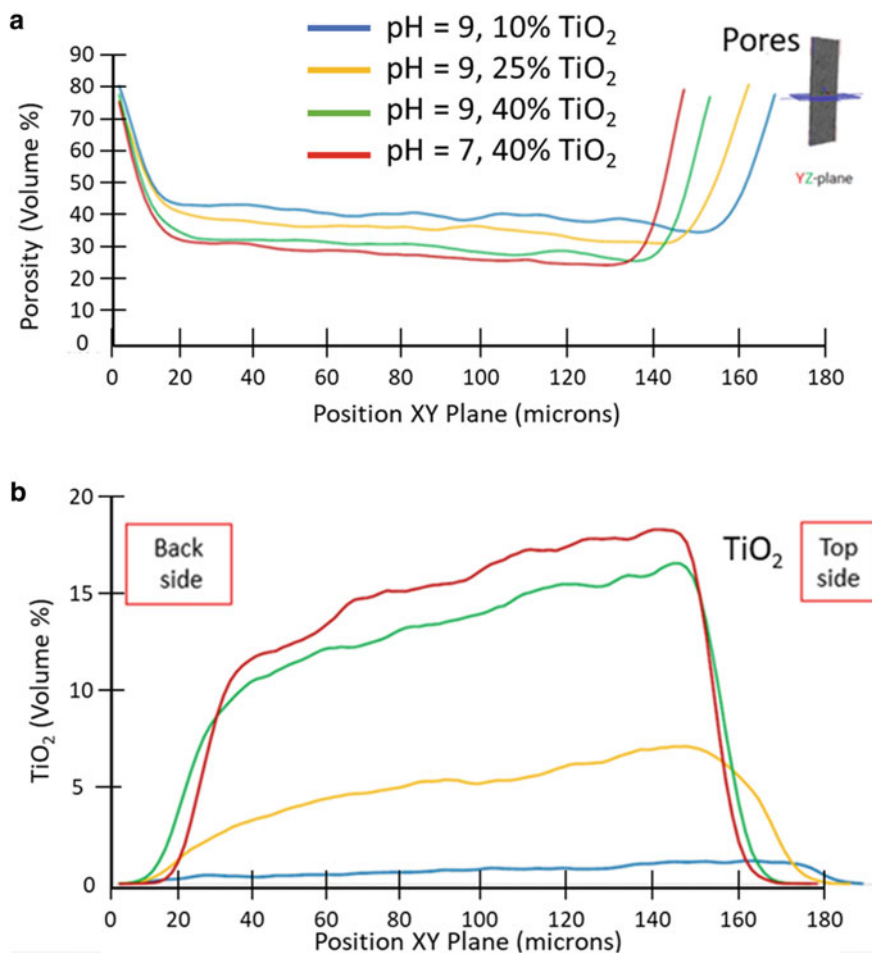 a
pH = 9, 10% TiO₂
pH = 9, 25% TiO₂
pH = 9, 40% TiO₂
pH = 7, 40% TiO₂
Pores
YZ-plane
Porosity (Volume %)
90
80
70
60
50
40
30
20
10
0
0 20 40 60 80 100 120 140 160 180
Position XY Plane (microns)
b
Back
side
TiO₂
Top
side
TiO₂ (Volume %)
20
15
10
5
0
0 20 40 60 80 100 120 140 160 180
Position XY Plane (microns)